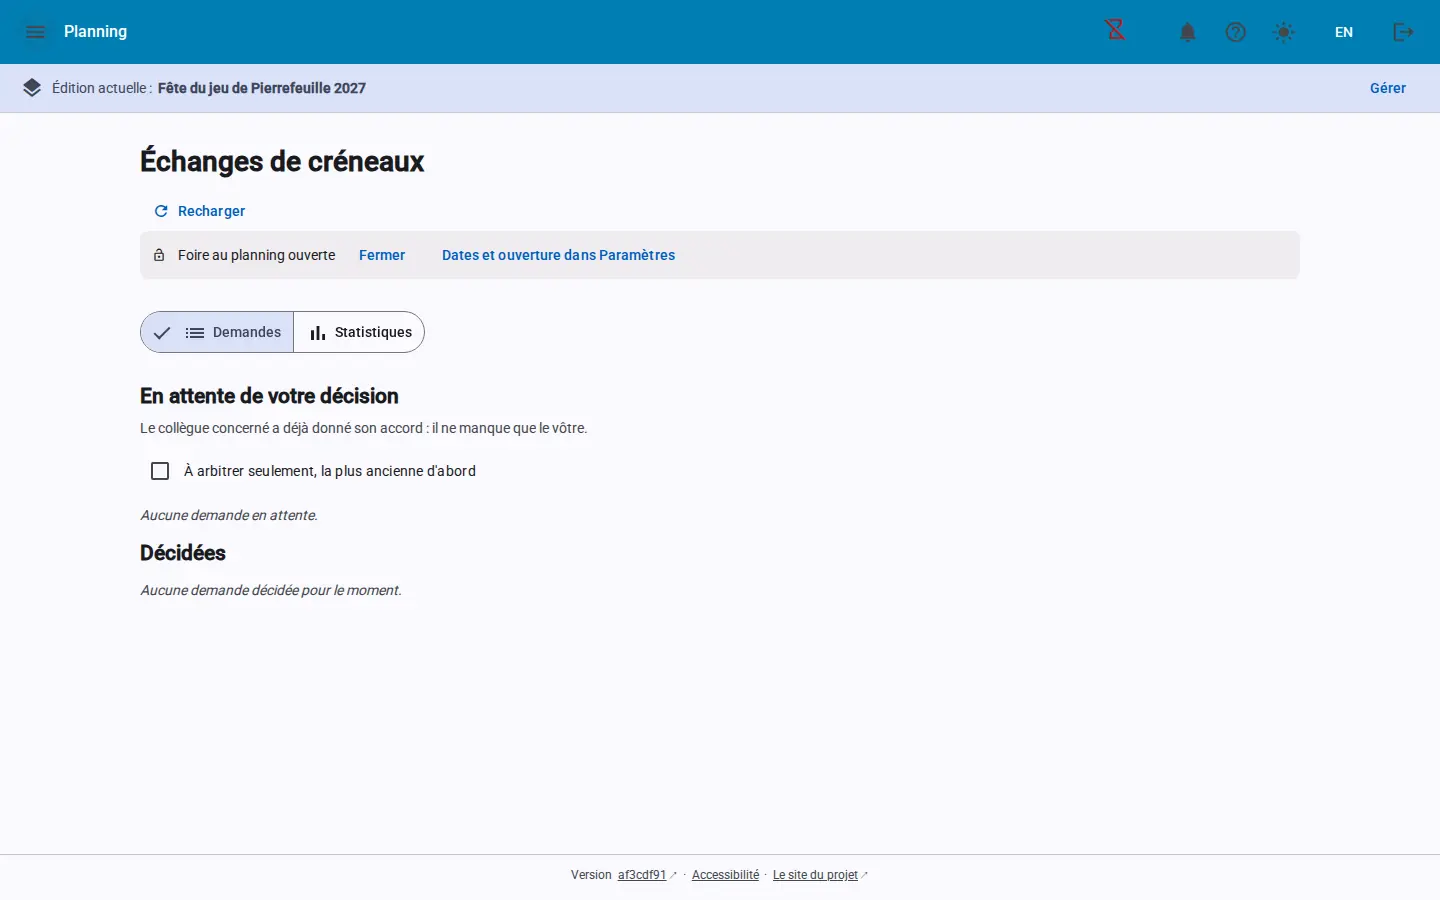 Planning
EN
Édition actuelle : Fête du jeu de Pierrefeuille 2027
Gérer
Échanges de créneaux
Recharger
Foire au planning ouverte Fermer Dates et ouverture dans Paramètres
Demandes Statistiques
En attente de votre décision
Le collègue concerné a déjà donné son accord : il ne manque que le vôtre.
À arbitrer seulement, la plus ancienne d'abord
Aucune demande en attente.
Décidées
Aucune demande décidée pour le moment.
Version af3cdf91 · Accessibilité · Le site du projet